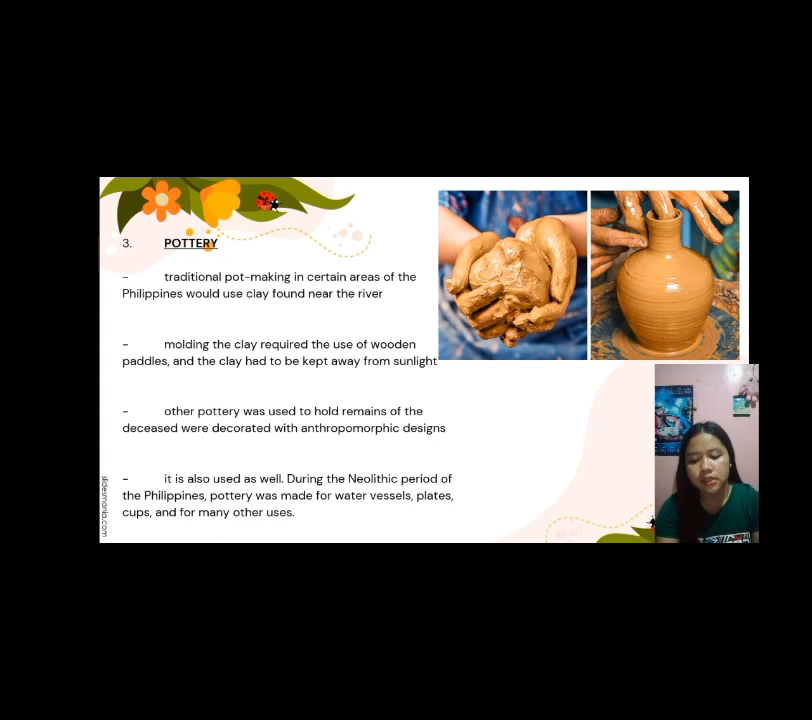 3. POTTERY
- traditional pot-making in certain areas of the
Philippines would use clay found near the river
- molding the clay required the use of wooden
paddles, and the clay had to be kept away from sunlight
- other pottery was used to hold remains of the
deceased were decorated with anthropomorphic designs
- it is also used as well. During the Neolithic period of
the Philippines, pottery was made for water vessels, plates,
cups, and for many other uses.
slidesmania.com